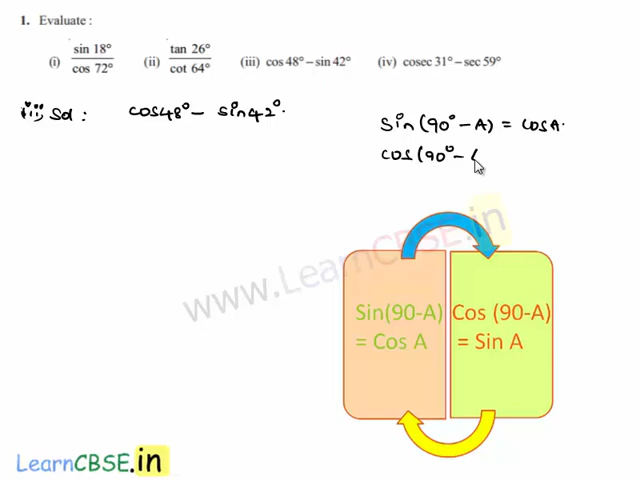 1. Evaluate :
(i) sin 18° / cos 72° (ii) tan 26° / cot 64° (iii) cos 48° – sin 42° (iv) cosec 31° – sec 59°
iii) Sol : cos48° – sin42°.
sin(90° – A) = cosA.
cos(90° –
www.LearnCBSE.in
Sin(90-A) = Cos A
Cos (90-A) = Sin A
LearnCBSE.in